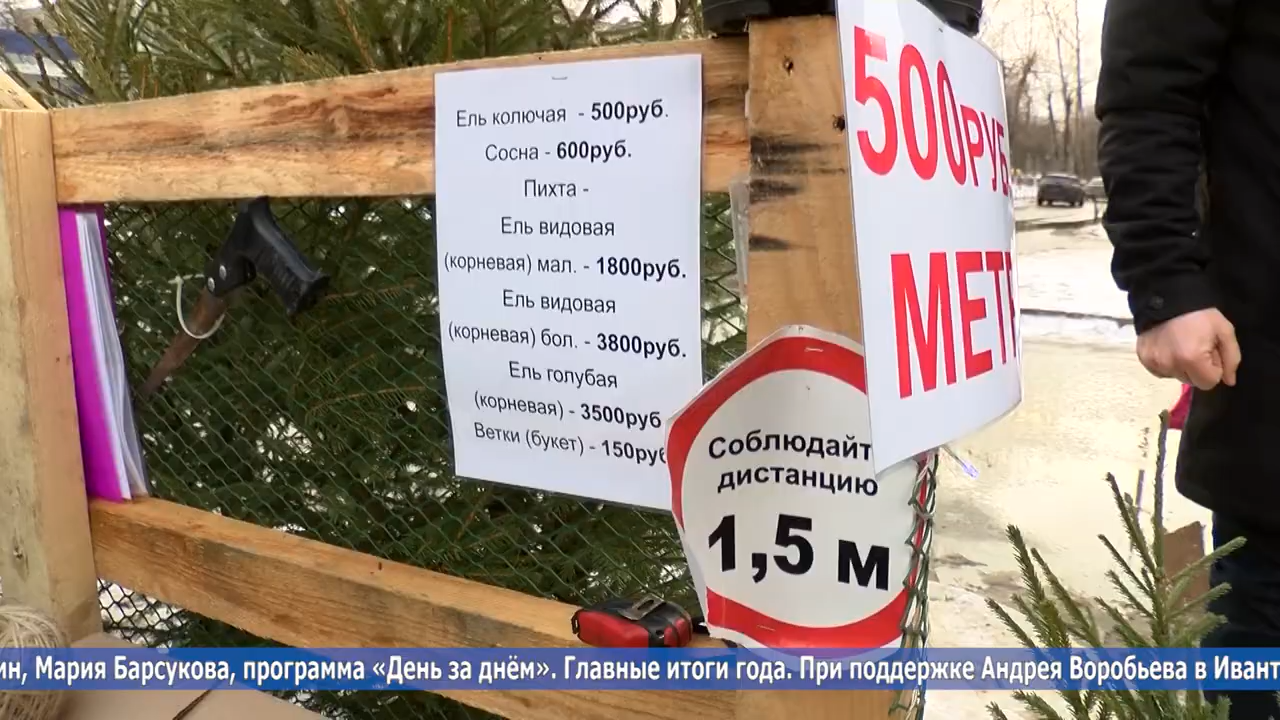 Ель колючая - 500руб.
Сосна - 600руб.
Пихта -
Ель видовая
(корневая) мал. - 1800руб.
Ель видовая
(корневая) бол. - 3800руб.
Ель голубая
(корневая) - 3500руб
Ветки (букет) - 150руб
500руб.
МЕТР
Соблюдайт
дистанцию
1,5 м
ин, Мария Барсукова, программа «День за днём». Главные итоги года. При поддержке Андрея Воробьева в Ивант